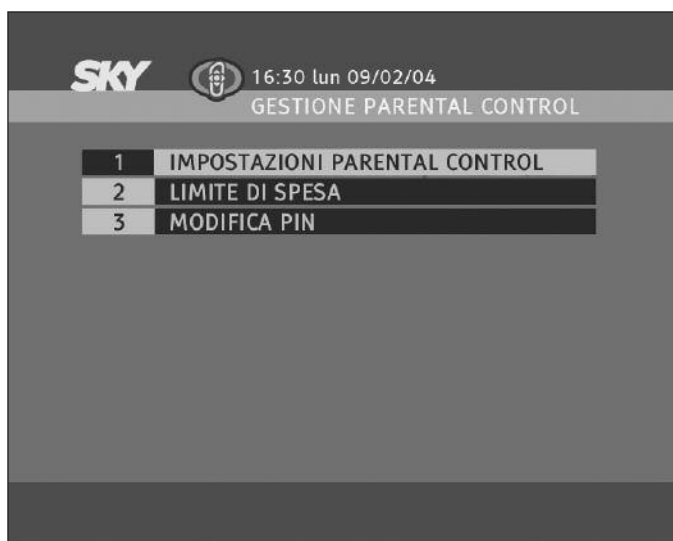 SKY 16:30 lun 09/02/04
GESTIONE PARENTAL CONTROL
1 IMPOSTAZIONI PARENTAL CONTROL
2 LIMITE DI SPESA
3 MODIFICA PIN